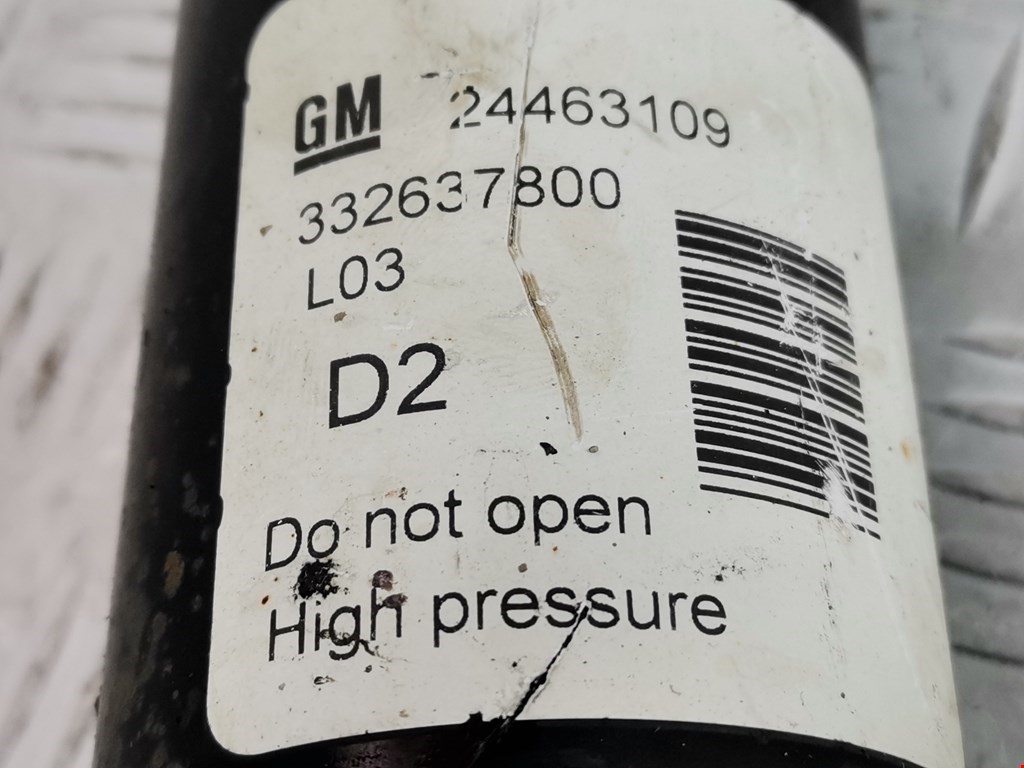 GM 24463109
332637800
L03
D2
Do not open
High pressure